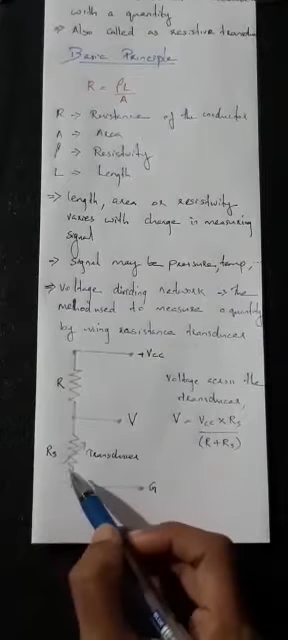 with a quantity
⇒ Also called as resistive
Basic Principle
R = ρL/A
R ⇒ Resistance of the conductor
A ⇒ Area
ρ ⇒ Resistivity
L ⇒ Length
⇒ length, area or resistivity
varies with change in measuring
signal
⇒ Signal may be pressure, temp, ...
⇒ Voltage dividing network → The
method used to measure a quantity
by using resistance transducers
+Vcc
R
V
Rs transducer
G
Voltage across the
transducer,
V = Vcc x Rs
(R+Rs)